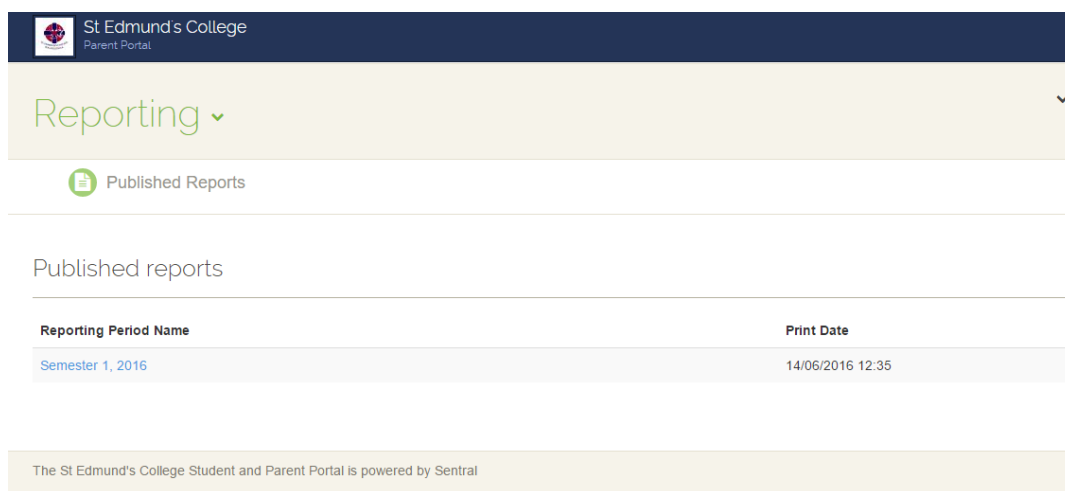 St Edmund's College
Parent Portal
Reporting
Published Reports
Published reports
Reporting Period Name Print Date
Semester 1, 2016 14/06/2016 12:35
The St Edmund's College Student and Parent Portal is powered by Sentral